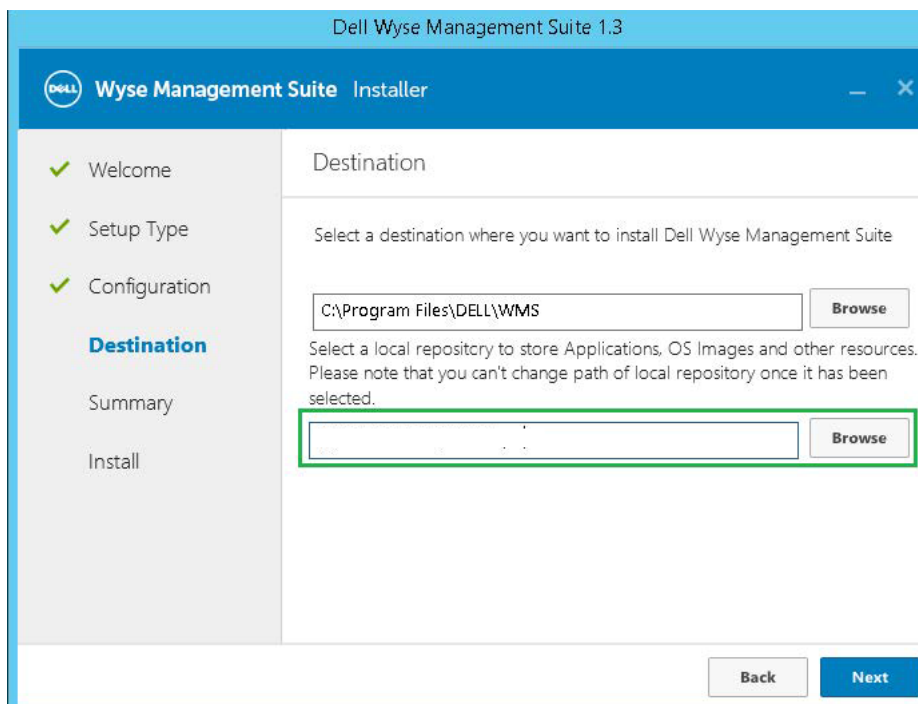 Dell Wyse Management Suite 1.3
DELL Wyse Management Suite Installer
Welcome
Setup Type
Configuration
Destination
Summary
Install
Destination
Select a destination where you want to install Dell Wyse Management Suite
C:\Program Files\DELL\WMS
Browse
Select a local repositcry to store Applications, OS Images and other resources.
Please note that you can't change path of local repository once it has been
selected.
Browse
Back
Next